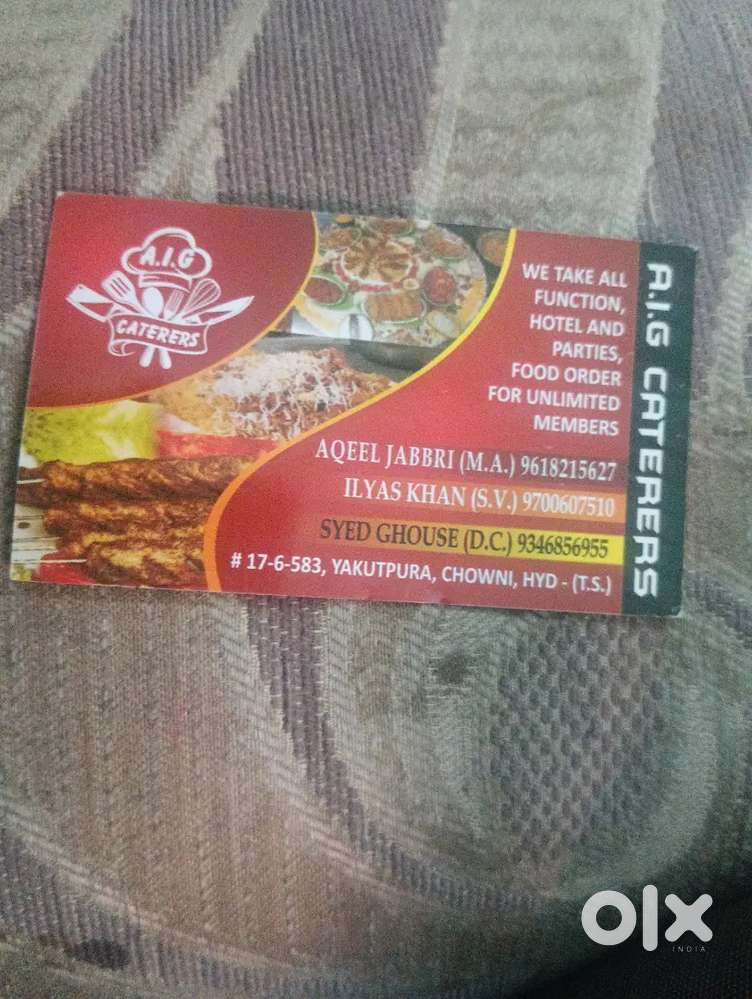 A.I.G
CATERERS
WE TAKE ALL
FUNCTION,
HOTEL AND
PARTIES,
FOOD ORDER
FOR UNLIMITED
MEMBERS
AQEEL JABBRI (M.A.) 9618215627
ILYAS KHAN (S.V.) 9700607510
SYED GHOUSE (D.C.) 9346856955
# 17-6-583, YAKUTPURA, CHOWNI, HYD - (T.S.)
A.I.G CATERERS
olx
INDIA